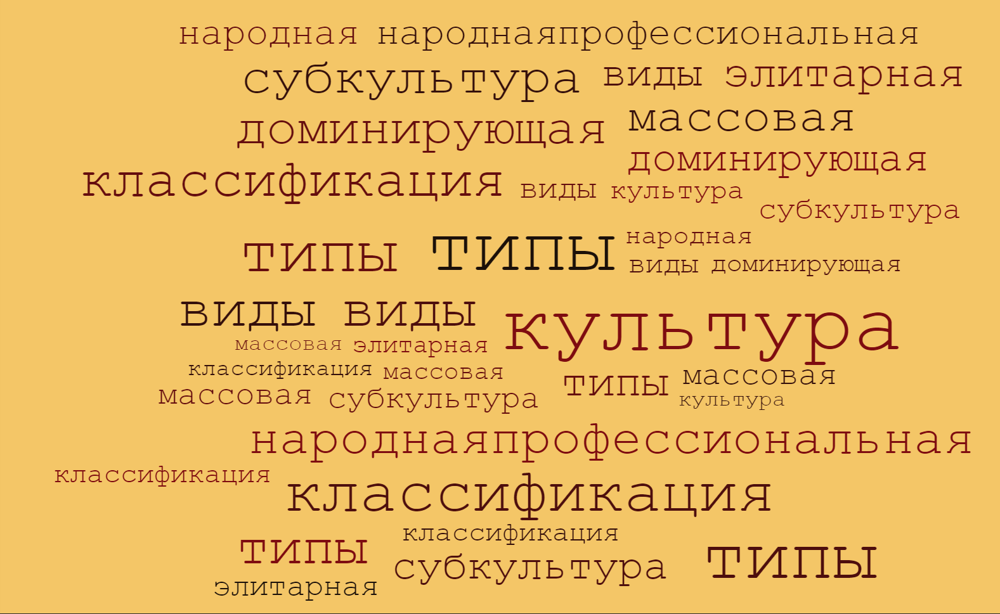 народная народнаяпрофессиональная
субкультура виды элитарная
доминирующая массовая
доминирующая
классификация виды культура
субкультура
типы типы народная
виды доминирующая
виды виды культура
массовая элитарная
классификация массовая типы массовая
массовая субкультура культура
народнаяпрофессиональная
классификация классификация
классификация
типы субкультура типы
элитарная